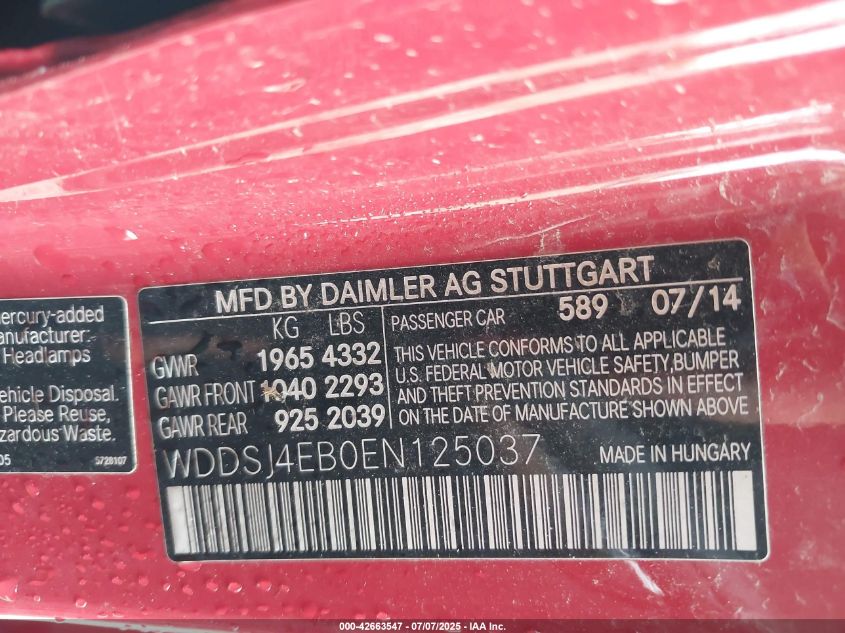 MFD BY DAIMLER AG STUTTGART
KG LBS
GVWR 1965 4332
GAWR FRONT 1040 2293
GAWR REAR 925 2039
PASSENGER CAR 589 07/14
THIS VEHICLE CONFORMS TO ALL APPLICABLE
U.S. FEDERAL MOTOR VEHICLE SAFETY,BUMPER
AND THEFT PREVENTION STANDARDS IN EFFECT
ON THE DATE OF MANUFACTURE SHOWN ABOVE
WDDSJ4EB0EN125037 MADE IN HUNGARY
ercury-added
anufacturer:
Headlamps
ehicle Disposal.
Please Reuse,
zardous Waste.
05
000-42663547 / 07/07/2025 - IAA Inc.